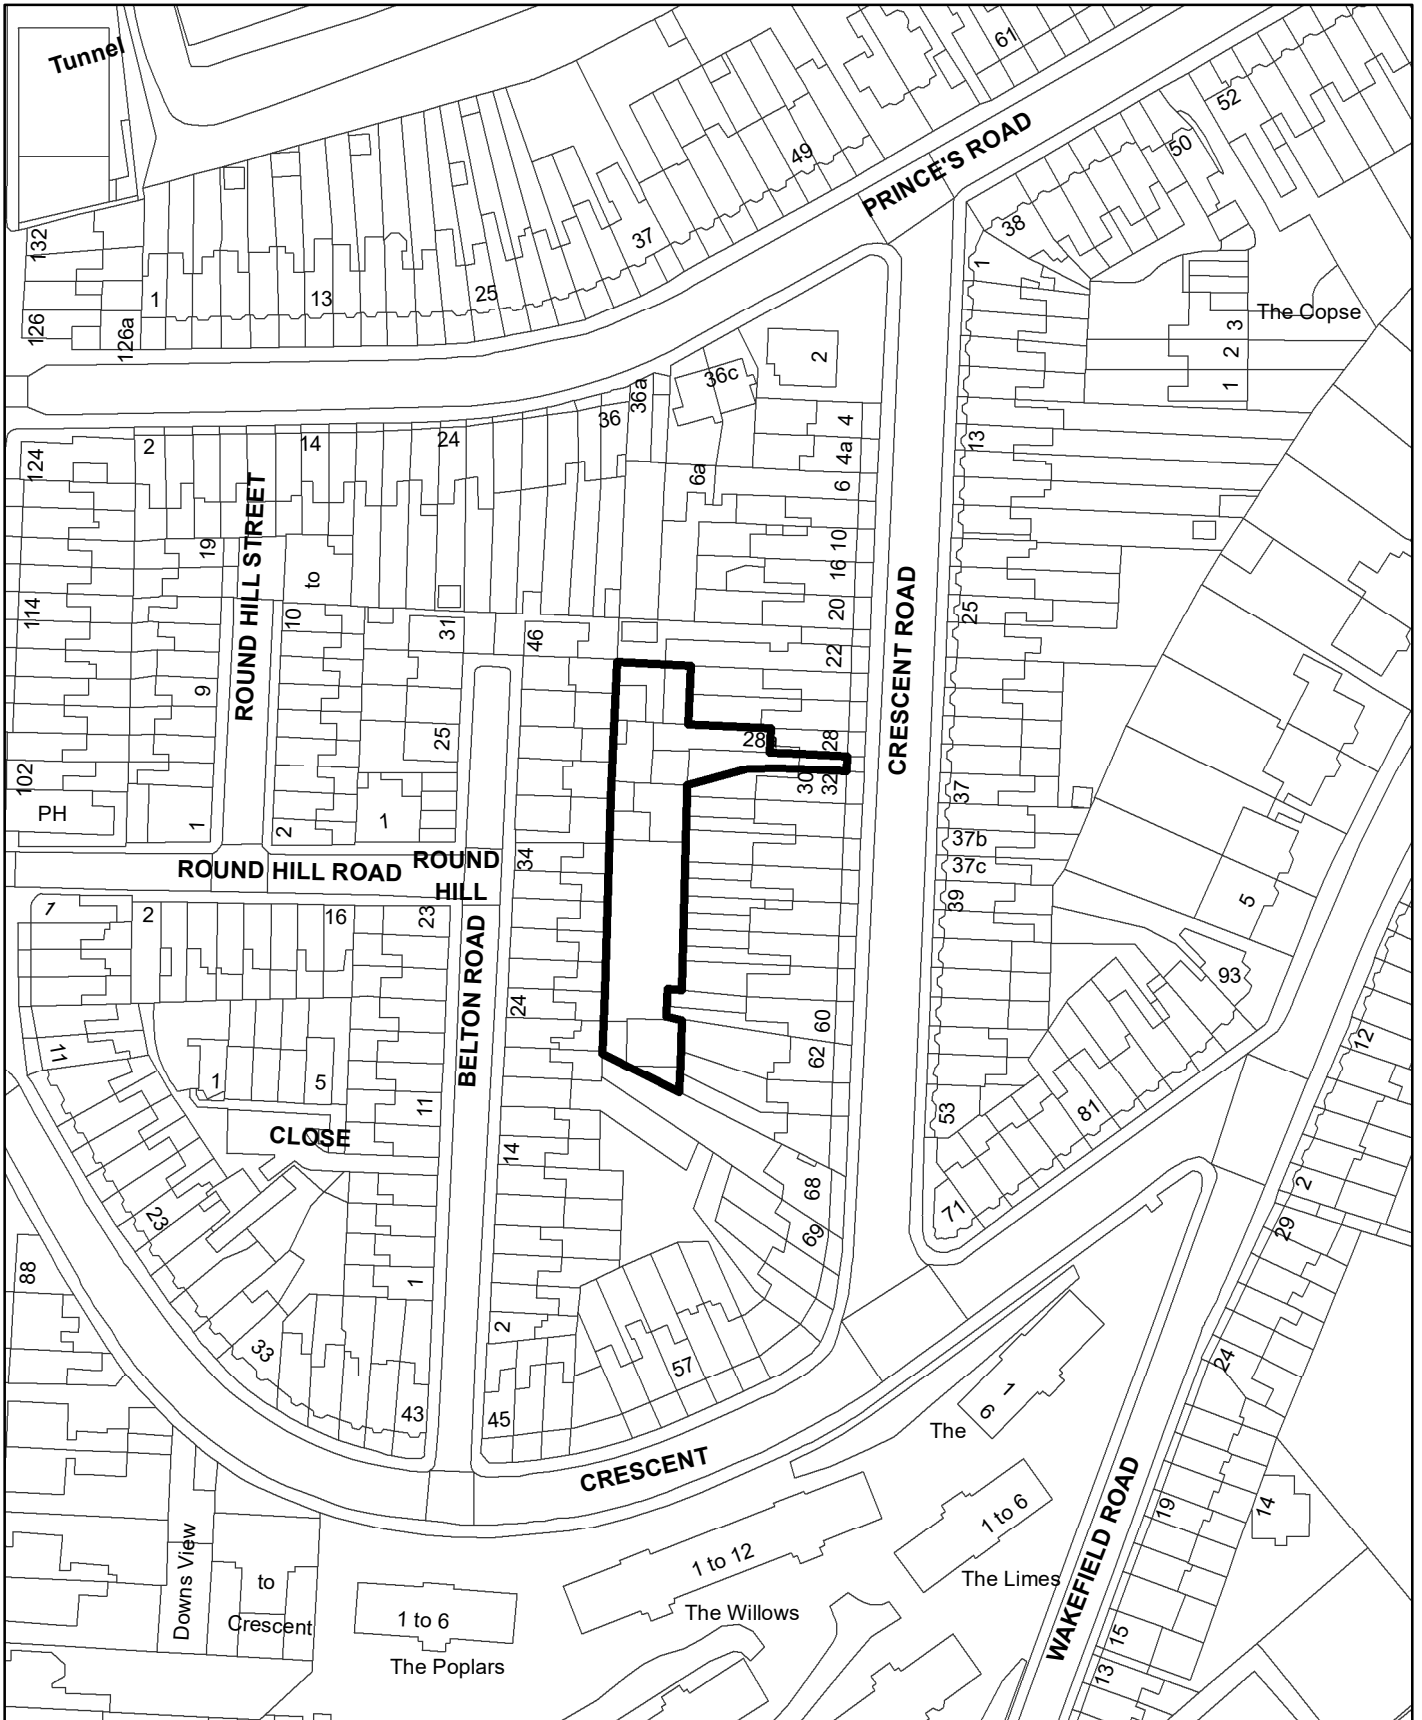 Tunnel
61
52
PRINCE'S ROAD
50
49
38
37
132
1
13
25
1
126
126a
The Copse
3
2
1
2
36c
36a
36
4
13
4a
6
6a
124
2
14
24
ROUND HILL STREET
19
to
10
16
10
114
10
31
46
20
22
25
CRESCENT ROAD
9
25
28
28
30
32
102
PH
1
2
1
34
37
37b
37c
39
ROUND HILL ROAD
ROUND
HILL
1
2
16
23
5
93
BELTON ROAD
24
60
62
12
11
1
5
11
53
81
CLOSE
14
68
2
23
71
69
29
88
1
2
33
57
24
43
45
1
6
The
CRESCENT
WAKEFIELD ROAD
19
14
1 to 6
1 to 12
The Limes
Downs View
to
Crescent
1 to 6
The Willows
15
The Poplars
13